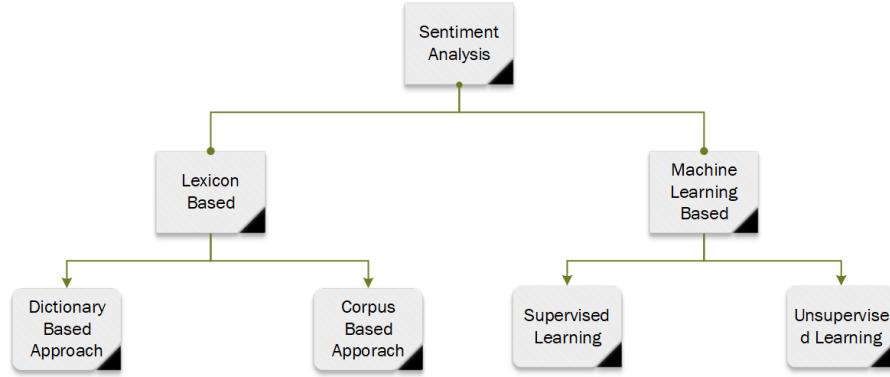 Sentiment
Analysis
Lexicon
Based
Machine
Learning
Based
Dictionary
Based
Approach
Corpus
Based
Apporach
Supervised
Learning
Unsupervise
d Learning